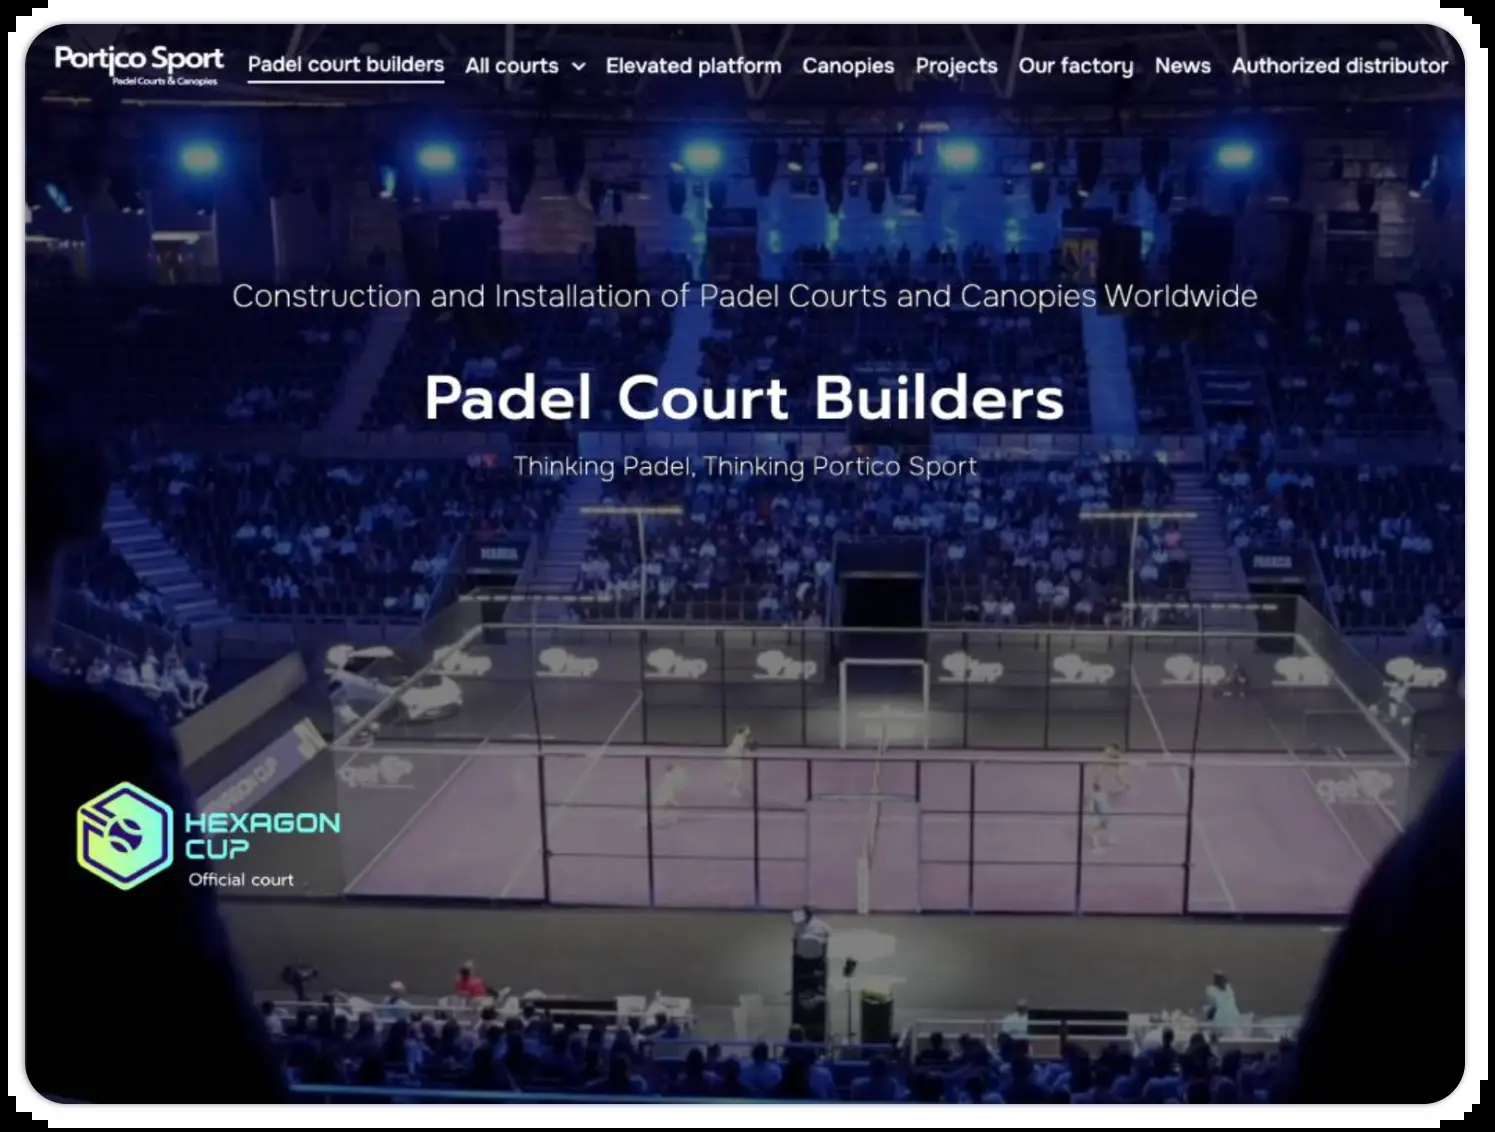 Portico Sport
Padel Courts & Canopies
Padel court builders
All courts
Elevated platform
Canopies
Projects
Our factory
News
Authorized distributor
Construction and Installation of Padel Courts and Canopies Worldwide
Padel Court Builders
Thinking Padel, Thinking Portico Sport
HEXAGON CUP
HEXAGON
CUP
Official court